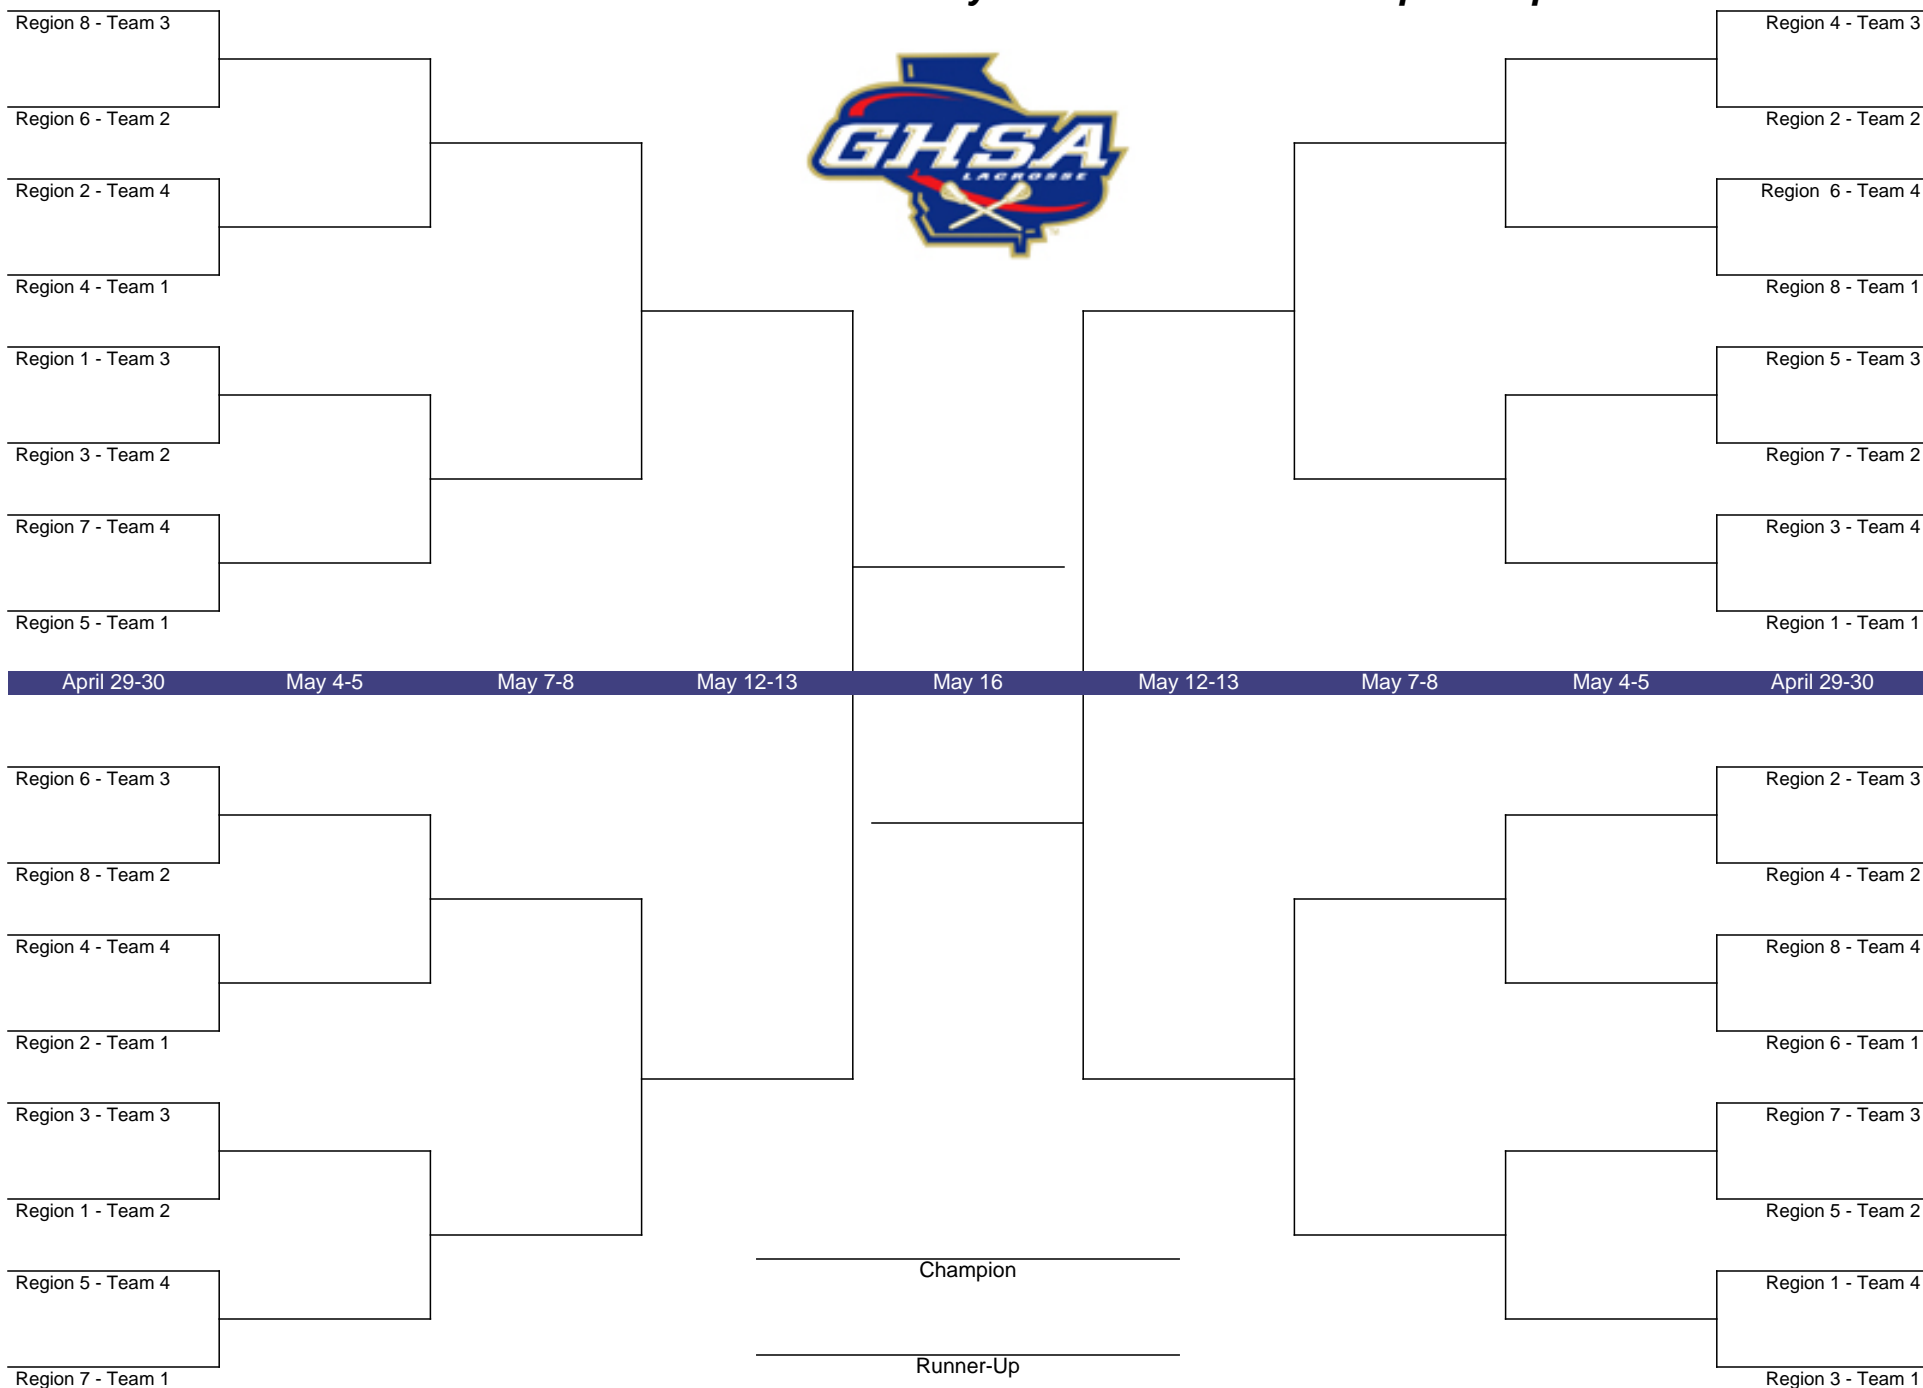 Region 8 - Team 3
Region 6 - Team 2
Region 2 - Team 4
Region 4 - Team 1
Region 1 - Team 3
Region 3 - Team 2
Region 7 - Team 4
Region 5 - Team 1
GHSA
LACROSSE
Region 4 - Team 3
Region 2 - Team 2
Region  6 - Team 4
Region 8 - Team 1
Region 5 - Team 3
Region 7 - Team 2
Region 3 - Team 4
Region 1 - Team 1
April 29-30 May 4-5 May 7-8 May 12-13 May 16 May 12-13 May 7-8 May 4-5 April 29-30
Region 6 - Team 3
Region 8 - Team 2
Region 4 - Team 4
Region 2 - Team 1
Region 3 - Team 3
Region 1 - Team 2
Region 5 - Team 4
Region 7 - Team 1
Champion
Runner-Up
Region 2 - Team 3
Region 4 - Team 2
Region 8 - Team 4
Region 6 - Team 1
Region 7 - Team 3
Region 5 - Team 2
Region 1 - Team 4
Region 3 - Team 1